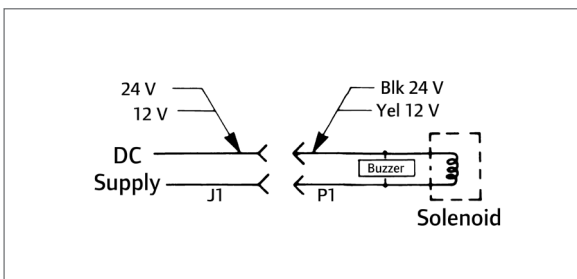 24 V
12 V
Blk 24 V
Yel 12 V
DC
Supply
J1
P1
Buzzer
Solenoid